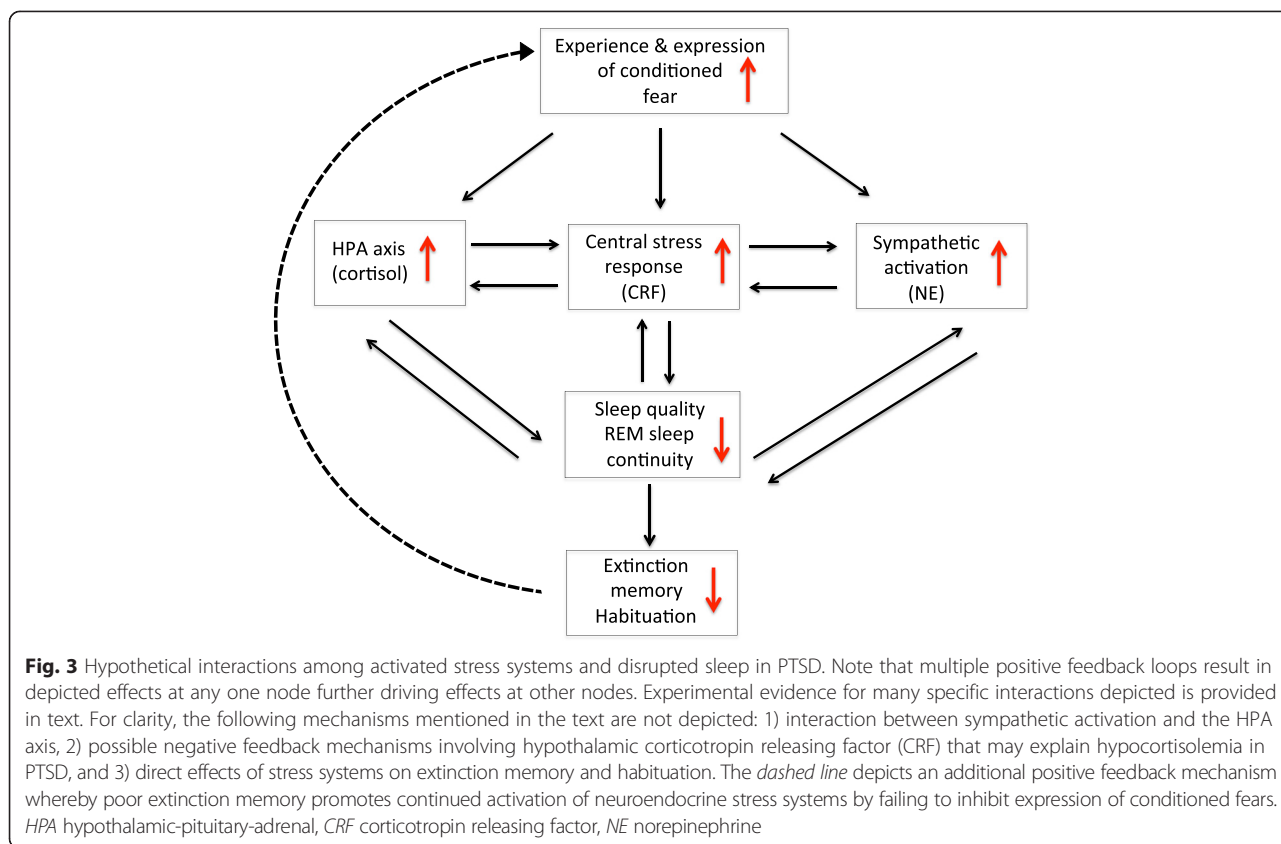 Experience & expression
of conditioned
fear
HPA axis
(cortisol)
Central stress
response
(CRF)
Sympathetic
activation
(NE)
Sleep quality
REM sleep
continuity
Extinction
memory
Habituation
Fig. 3 Hypothetical interactions among activated stress systems and disrupted sleep in PTSD. Note that multiple positive feedback loops result in
depicted effects at any one node further driving effects at other nodes. Experimental evidence for many specific interactions depicted is provided
in text. For clarity, the following mechanisms mentioned in the text are not depicted: 1) interaction between sympathetic activation and the HPA
axis, 2) possible negative feedback mechanisms involving hypothalamic corticotropin releasing factor (CRF) that may explain hypocortisolemia in
PTSD, and 3) direct effects of stress systems on extinction memory and habituation. The dashed line depicts an additional positive feedback mechanism
whereby poor extinction memory promotes continued activation of neuroendocrine stress systems by failing to inhibit expression of conditioned fears.
HPA hypothalamic-pituitary-adrenal, CRF corticotropin releasing factor, NE norepinephrine